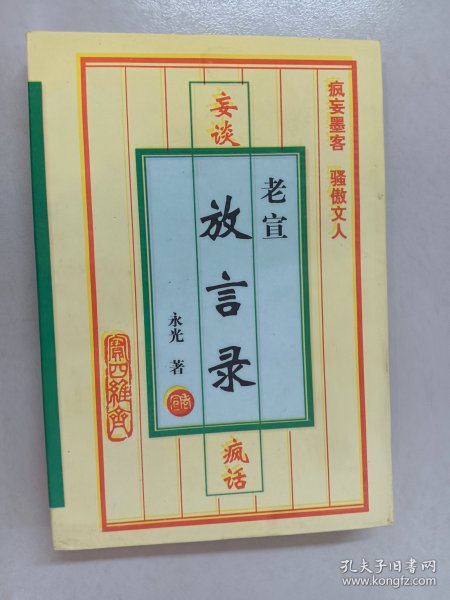 疯妄墨客 骚傲文人
妄谈
老宣
放言录
永光 著
疯话
孔夫子旧书网
www.kongfz.com